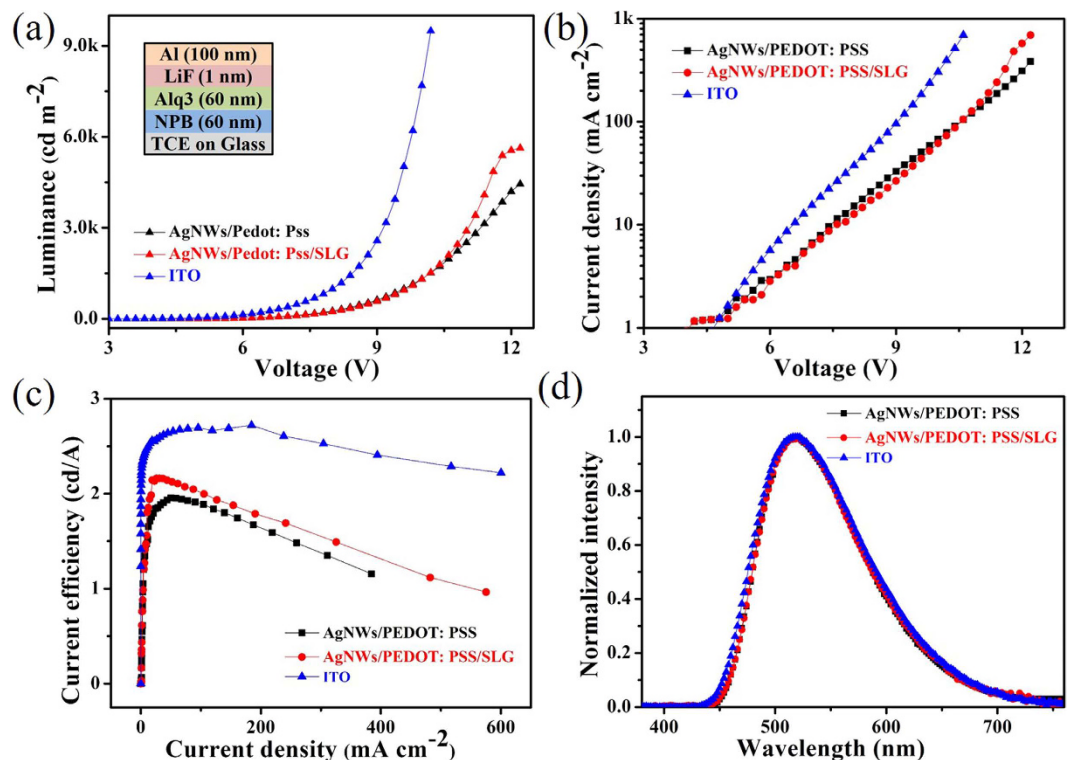 (a)
Luminance (cd m⁻²)
9.0k
6.0k
3.0k
0.0
Al (100 nm)
LiF (1 nm)
Alq3 (60 nm)
NPB (60 nm)
TCE on Glass
AgNWs/Pedot: Pss
AgNWs/Pedot: Pss/SLG
ITO
3 6 9 12
Voltage (V)
(b)
Current density (mA cm⁻²)
1k
100
10
1
AgNWs/PEDOT: PSS
AgNWs/PEDOT: PSS/SLG
ITO
3 6 9 12
Voltage (V)
(c)
Current efficiency (cd/A)
3
2
1
0
AgNWs/PEDOT: PSS
AgNWs/PEDOT: PSS/SLG
ITO
0 200 400 600
Current density (mA cm⁻²)
(d)
Normalized intensity
1.0
0.8
0.6
0.4
0.2
0.0
AgNWs/PEDOT: PSS
AgNWs/PEDOT: PSS/SLG
ITO
400 500 600 700
Wavelength (nm)